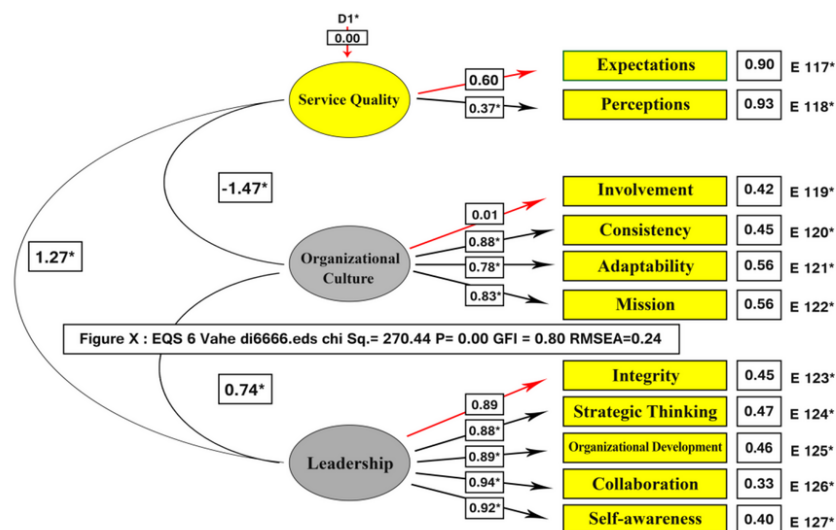 D1*
0.00
Service Quality
0.60
0.37*
Expectations
0.90
E 117*
Perceptions
0.93
E 118*
-1.47*
1.27*
Organizational
Culture
0.01
0.88*
0.78*
0.83*
Involvement
0.42
E 119*
Consistency
0.45
E 120*
Adaptability
0.56
E 121*
Mission
0.56
E 122*
Figure X : EQS 6 Vahe di6666.eds chi Sq.= 270.44 P= 0.00 GFI = 0.80 RMSEA=0.24
0.74*
Leadership
0.89
0.88*
0.89*
0.94*
0.92*
Integrity
0.45
E 123*
Strategic Thinking
0.47
E 124*
Organizational Development
0.46
E 125*
Collaboration
0.33
E 126*
Self-awareness
0.40
E 127*